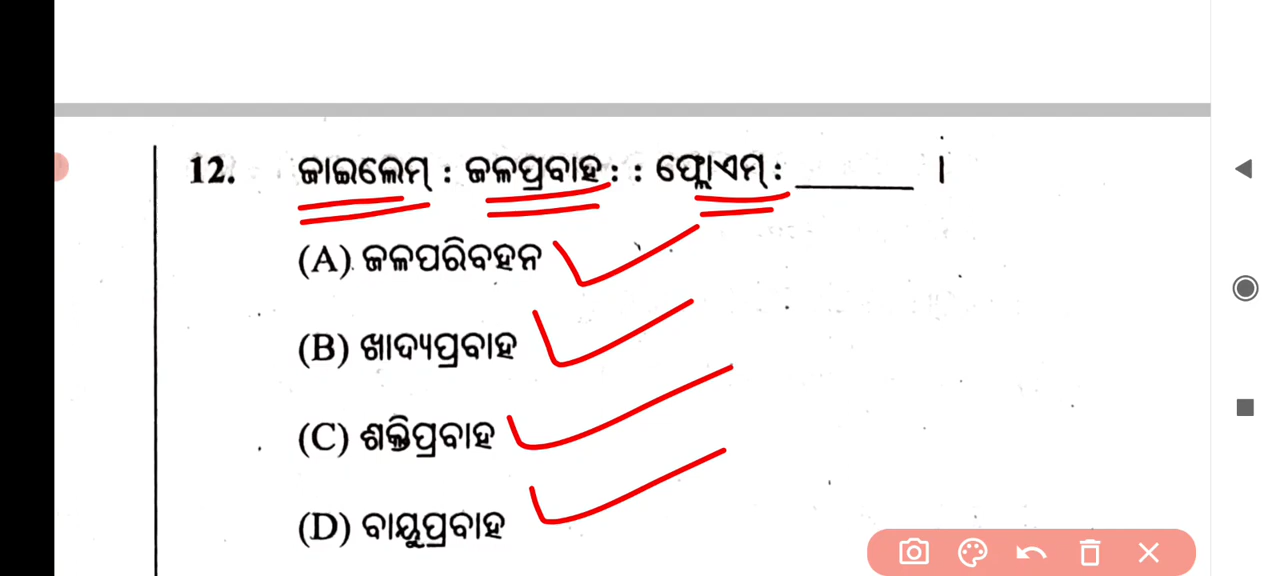 12. ଜାଇଲେମ୍ : ଜଳପ୍ରବାହ : : ଫ୍ଲୋଏମ୍ : ______ ।
(A) ଜଳପରିବହନ
(B) ଖାଦ୍ୟପ୍ରବାହ
(C) ଶକ୍ତିପ୍ରବାହ
(D) ବାୟୁପ୍ରବାହ